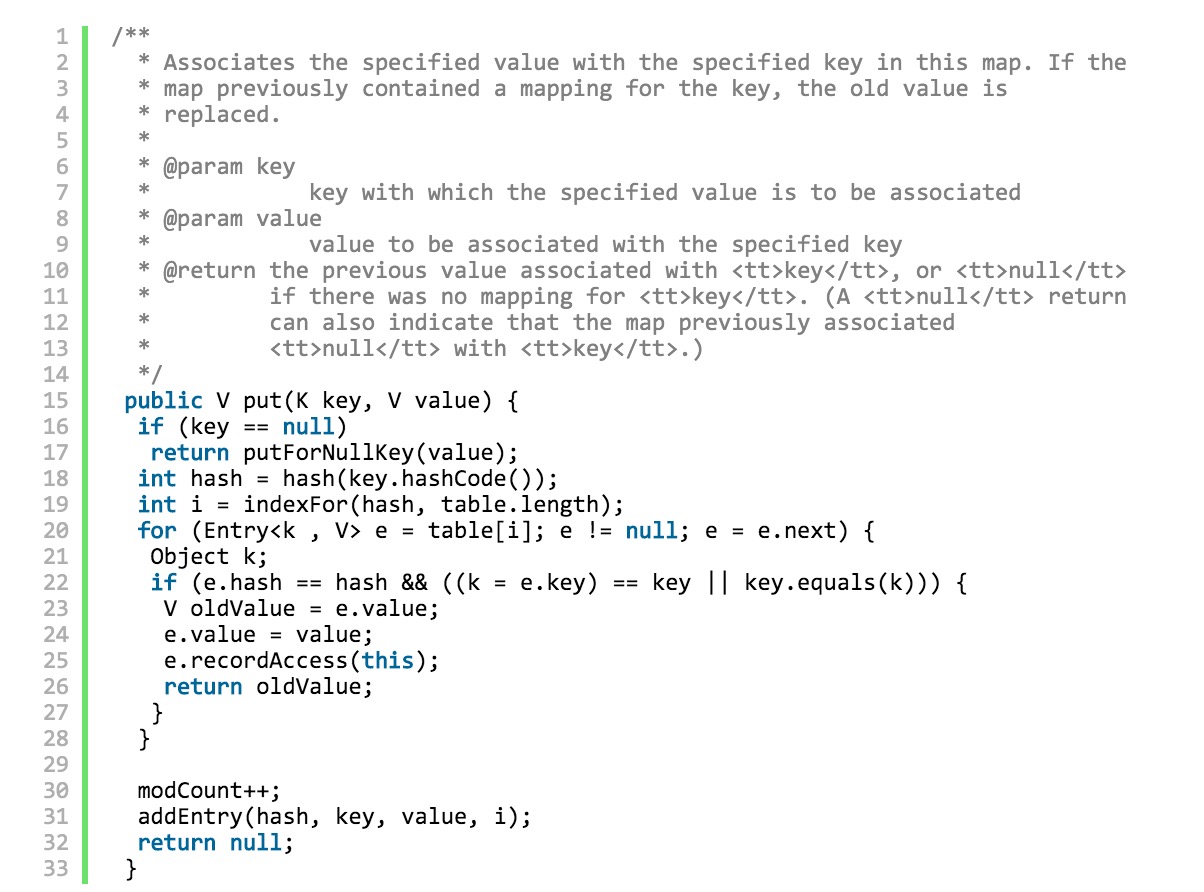 1 /**
2 * Associates the specified value with the specified key in this map. If the
3 * map previously contained a mapping for the key, the old value is
4 * replaced.
5 *
6 * @param key
7 * key with which the specified value is to be associated
8 * @param value
9 * value to be associated with the specified key
10 * @return the previous value associated with <tt>key</tt>, or <tt>null</tt>
11 * if there was no mapping for <tt>key</tt>. (A <tt>null</tt> return
12 * can also indicate that the map previously associated
13 * <tt>null</tt> with <tt>key</tt>.)
14 */
15 public V put(K key, V value) {
16 if (key == null)
17 return putForNullKey(value);
18 int hash = hash(key.hashCode());
19 int i = indexFor(hash, table.length);
20 for (Entry<k , V> e = table[i]; e != null; e = e.next) {
21 Object k;
22 if (e.hash == hash && ((k = e.key) == key || key.equals(k))) {
23 V oldValue = e.value;
24 e.value = value;
25 e.recordAccess(this);
26 return oldValue;
27 }
28 }
29
30 modCount++;
31 addEntry(hash, key, value, i);
32 return null;
33 }